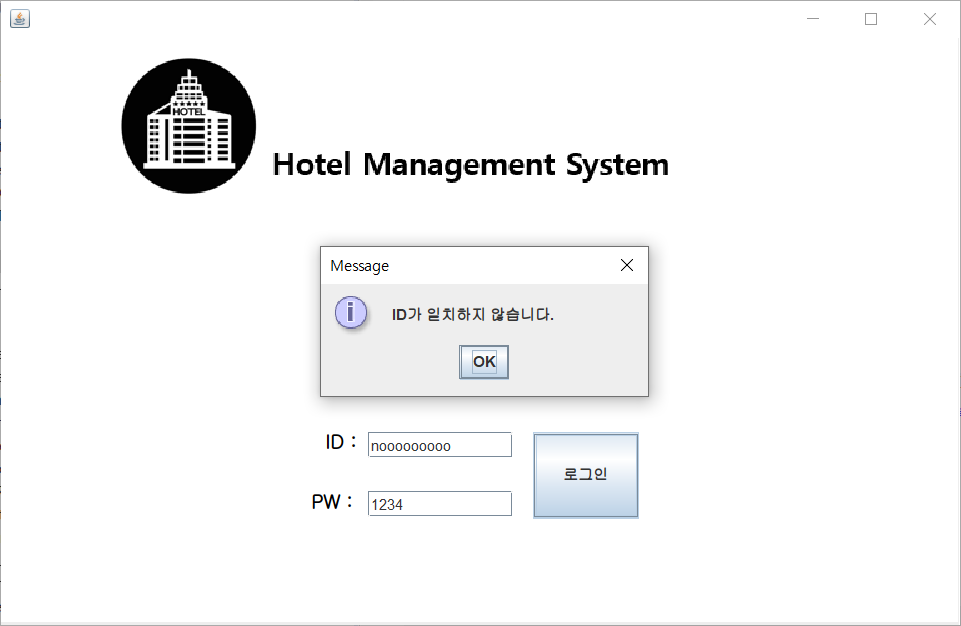 HOTEL
Hotel Management System
Message
ID가 일치하지 않습니다.
OK
ID :
nooooooooo
로그인
PW :
1234